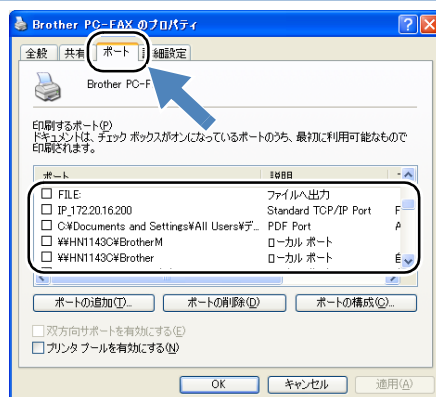 Brother PC-FAX のプロパティ
全般 共有 ポート 細設定
Brother PC-F
印刷するポート(P)
ドキュメントは、チェック ボックスがオンになっているポートのうち、最初に利用可能なもので
印刷されます。
ポート 説明
FILE: ファイルへ出力
IP_172.20.16.200 Standard TCP/IP Port F
C:¥Documents and Settings¥All Users¥デ... PDF Port A
¥¥HN1143C¥BrotherM ローカル ポート
¥¥HN1143C¥Brother ローカル ポート
ポートの追加(T)... ポートの削除(D) ポートの構成(C)...
双方向サポートを有効にする(E)
プリンタ プールを有効にする(N)
OK キャンセル 適用(A)